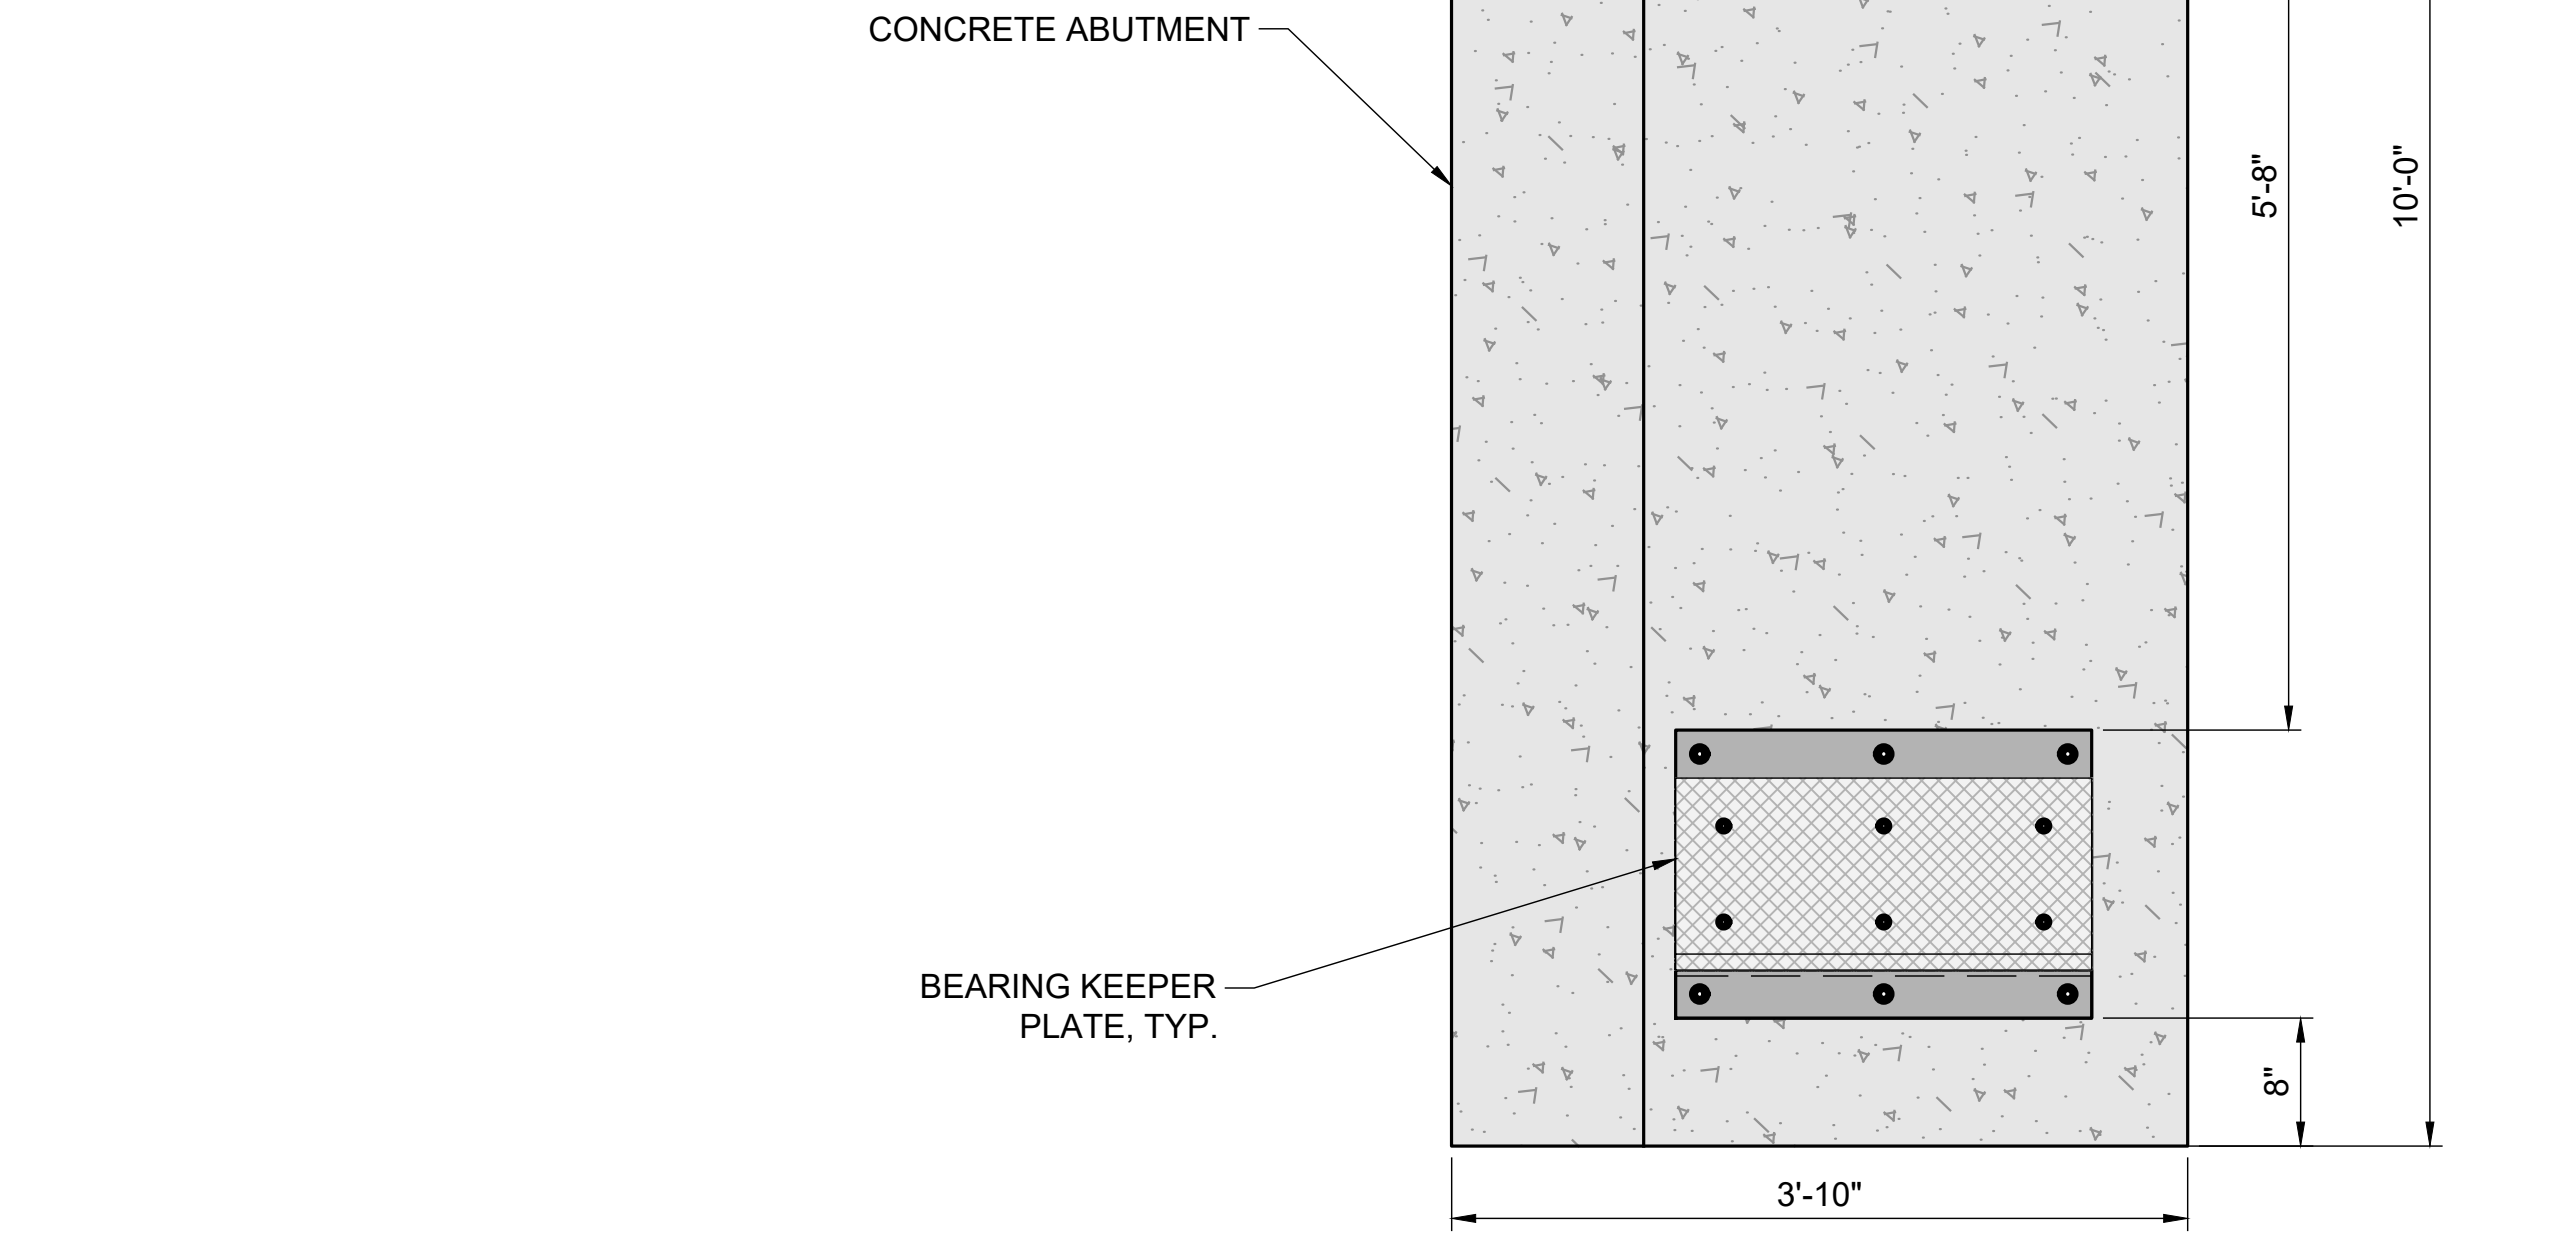 CONCRETE ABUTMENT
5'-8"
10'-0"
BEARING KEEPER
PLATE, TYP.
8"
3'-10"